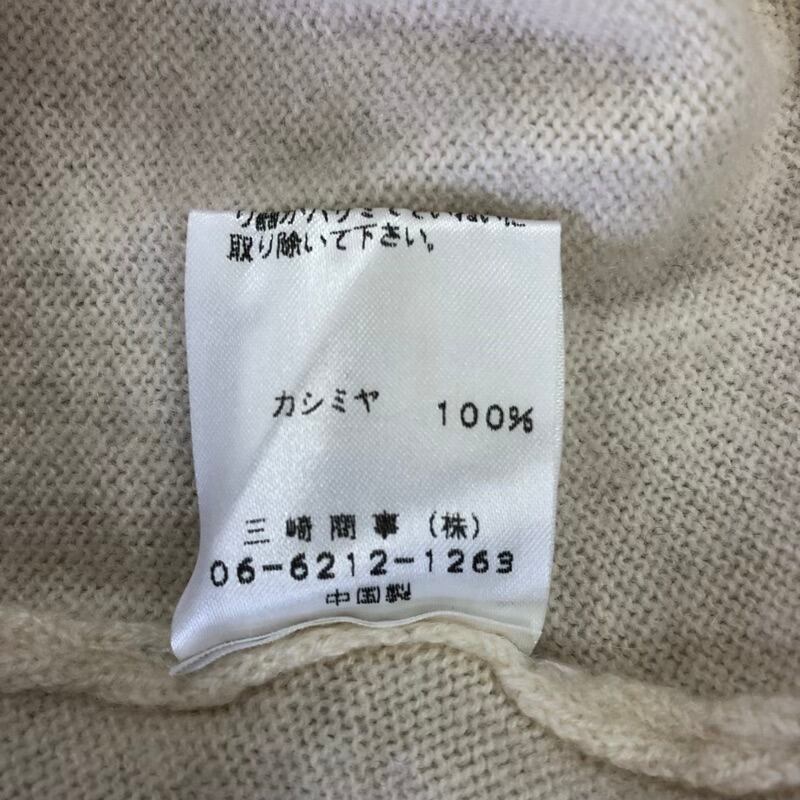 取り除いて下さい。
カシミヤ 100%
三崎商事(株)
06-6212-1263
中国製